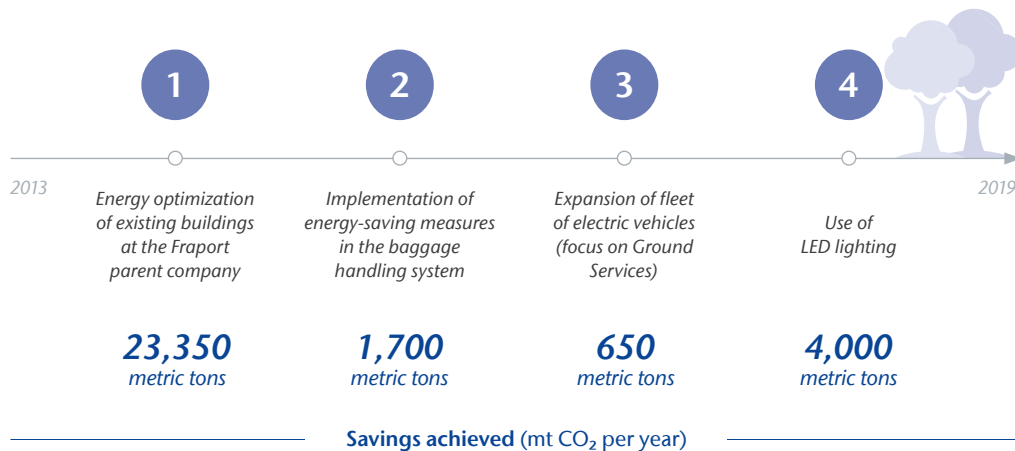 1
2
3
4
2013
2019
Energy optimization
of existing buildings
at the Fraport
parent company
Implementation of
energy-saving measures
in the baggage
handling system
Expansion of fleet
of electric vehicles
(focus on Ground
Services)
Use of
LED lighting
23,350
metric tons
1,700
metric tons
650
metric tons
4,000
metric tons
Savings achieved (mt CO₂ per year)